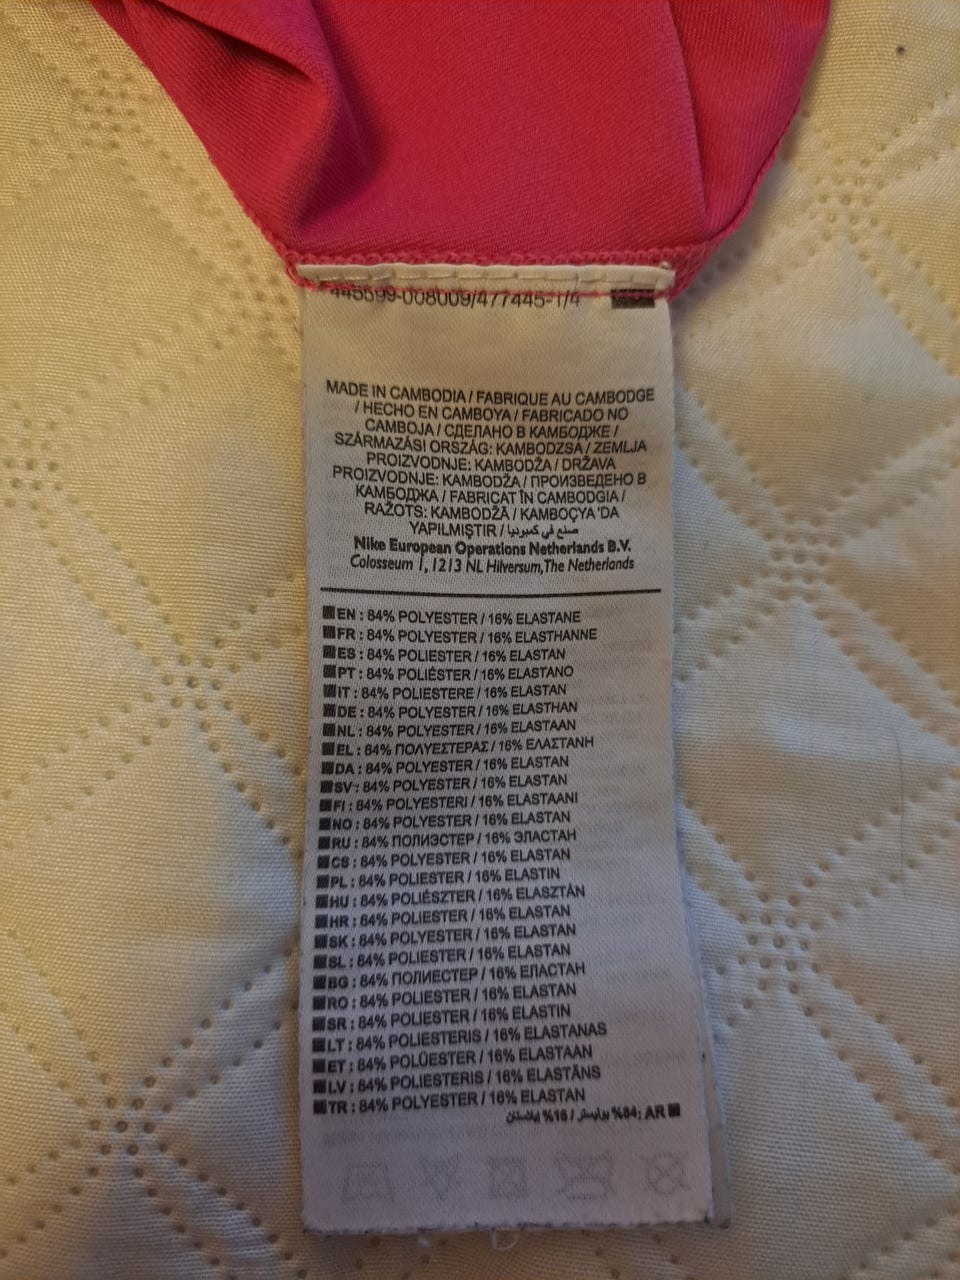 445599-008009/477445-1/4
MADE IN CAMBODIA / FABRIQUE AU CAMBODGE
/ HECHO EN CAMBOYA / FABRICADO NO
CAMBOJA / СДЕЛАНО В КАМБОДЖЕ /
SZÁRMAZÁSI ORSZÁG: KAMBODZSA / ZEMLJA
PROIZVODNJE: KAMBODŽA / DRŽAVA
PROIZVODNJE: KAMBODŽA / ПРОИЗВЕДЕНО В
КАМБОДЖА / FABRICAT ÎN CAMBODGIA /
RAŽOTS: KAMBODŽĀ / KAMBOÇYA'DA
YAPILMIŞTIR / صنع في كمبوديا
Nike European Operations Netherlands B.V.
Colosseum 1, 1213 NL Hilversum, The Netherlands
EN : 84% POLYESTER / 16% ELASTANE
FR : 84% POLYESTER / 16% ELASTHANNE
ES : 84% POLIESTER / 16% ELASTAN
PT : 84% POLIÉSTER / 16% ELASTANO
IT : 84% POLIESTERE / 16% ELASTAN
DE : 84% POLYESTER / 16% ELASTHAN
NL : 84% POLYESTER / 16% ELASTAAN
EL : 84% ΠΟΛΥΕΣΤΕΡΑΣ / 16% ΕΛΑΣΤΑΝΗ
DA : 84% POLYESTER / 16% ELASTAN
SV : 84% POLYESTER / 16% ELASTAN
FI : 84% POLYESTERI / 16% ELASTAANI
NO : 84% POLYESTER / 16% ELASTAN
RU : 84% ПОЛИЭСТЕР / 16% ЭЛАСТАН
CS : 84% POLYESTER / 16% ELASTAN
PL : 84% POLIESTER / 16% ELASTIN
HU : 84% POLIÉSZTER / 16% ELASZTÁN
HR : 84% POLIESTER / 16% ELASTAN
SK : 84% POLYESTER / 16% ELASTAN
SL : 84% POLIESTER / 16% ELASTAN
BG : 84% ПОЛИЕСТЕР / 16% ЕЛАСТАН
RO : 84% POLIESTER / 16% ELASTAN
SR : 84% POLIESTER / 16% ELASTIN
LT : 84% POLIESTERIS / 16% ELASTANAS
ET : 84% POLÜESTER / 16% ELASTAAN
LV : 84% POLIESTERIS / 16% ELASTĀNS
TR : 84% POLYESTER / 16% ELASTAN
AR :84% بوليستر / 16% إيلاستان